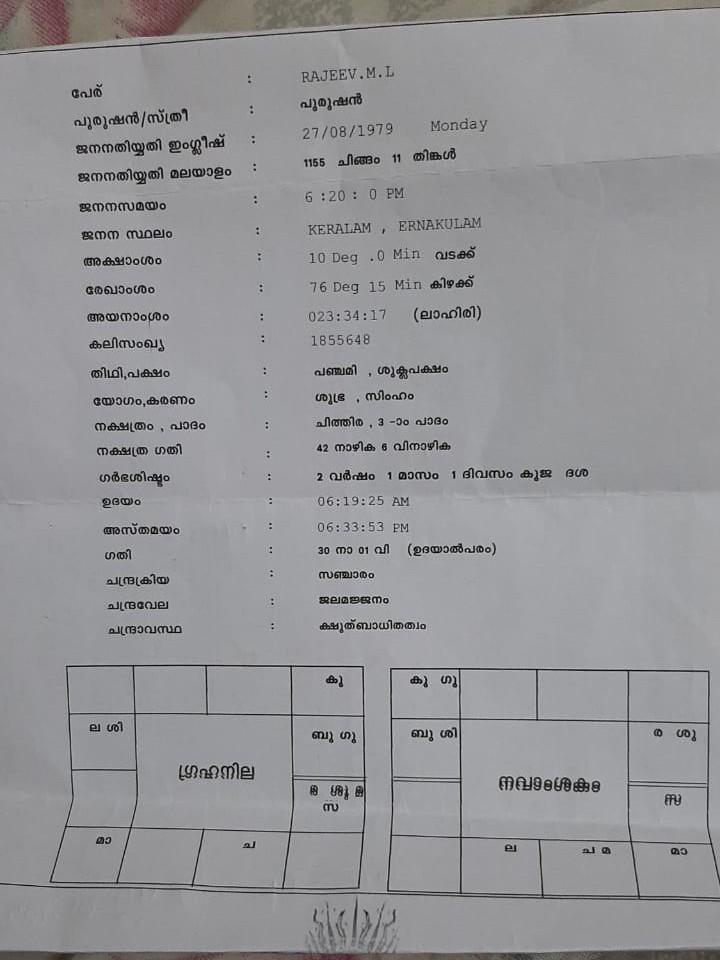 പേര് : RAJEEV.M.L
പുരുഷൻ/സ്ത്രീ : പുരുഷൻ
ജനനതിയ്യതി ഇംഗ്ലീഷ് : 27/08/1979 Monday
ജനനതിയ്യതി മലയാളം : 1155 ചിങ്ങം 11 തിങ്കൾ
ജനനസമയം : 6 :20 : 0 PM
ജനന സ്ഥലം : KERALAM , ERNAKULAM
അക്ഷാംശം : 10 Deg .0 Min വടക്ക്
രേഖാംശം : 76 Deg 15 Min കിഴക്ക്
അയനാംശം : 023:34:17 (ലാഹിരി)
കലിസംഖ്യ : 1855648
തിഥി,പക്ഷം : പഞ്ചമി , ശുക്ലപക്ഷം
യോഗം,കരണം : ശുഭ്ര , സിംഹം
നക്ഷത്രം , പാദം : ചിത്തിര , 3 -ാം പാദം
നക്ഷത്ര ഗതി : 42 നാഴിക 6 വിനാഴിക
ഗർഭശിഷ്ടം : 2 വർഷം 1 മാസം 1 ദിവസം കുജ ദശ
ഉദയം : 06:19:25 AM
അസ്തമയം : 06:33:53 PM
ഗതി : 30 നാ 01 വി (ഉദയാൽപരം)
ചന്ദ്രക്രിയ : സഞ്ചാരം
ചന്ദ്രവേല : ജലമജ്ജനം
ചന്ദ്രാവസ്ഥ : ക്ഷുത്ബാധിതത്വം
കു കു ഗു
ല ശി ബു ഗു ബു ശി ര ശു
ഗ്രഹനില നവാംശകം
ര ശു മ
സ സ
മാ ച ല ച മ മാ